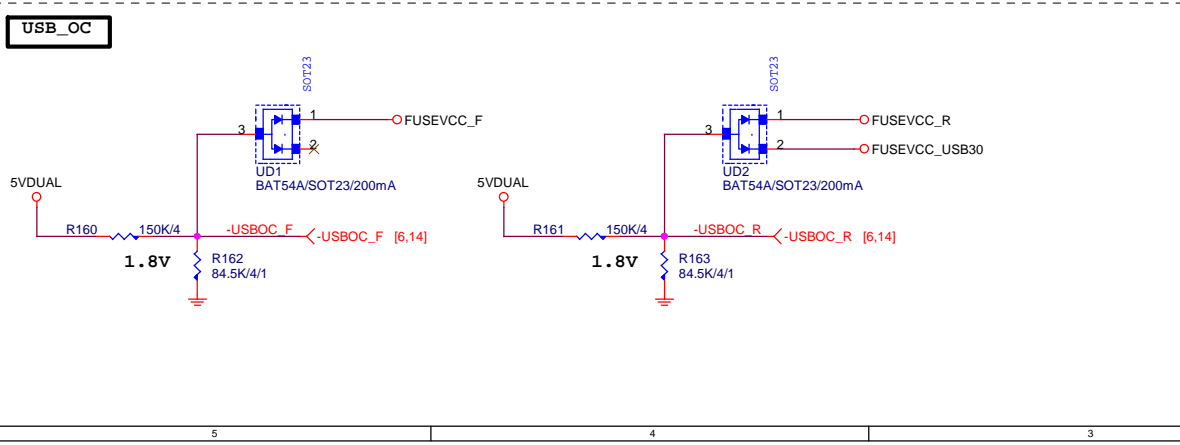 USB_OC
SOT23
1
FUSEVCC_F
3
2
UD1
BAT54A/SOT23/200mA
5VDUAL
R160
150K/4
-USBOC_F
-USBOC_F [6,14]
1.8V
R162
84.5K/4/1
SOT23
1
FUSEVCC_R
3
2
FUSEVCC_USB30
UD2
BAT54A/SOT23/200mA
5VDUAL
R161
150K/4
-USBOC_R
-USBOC_R [6,14]
1.8V
R163
84.5K/4/1
5
4
3